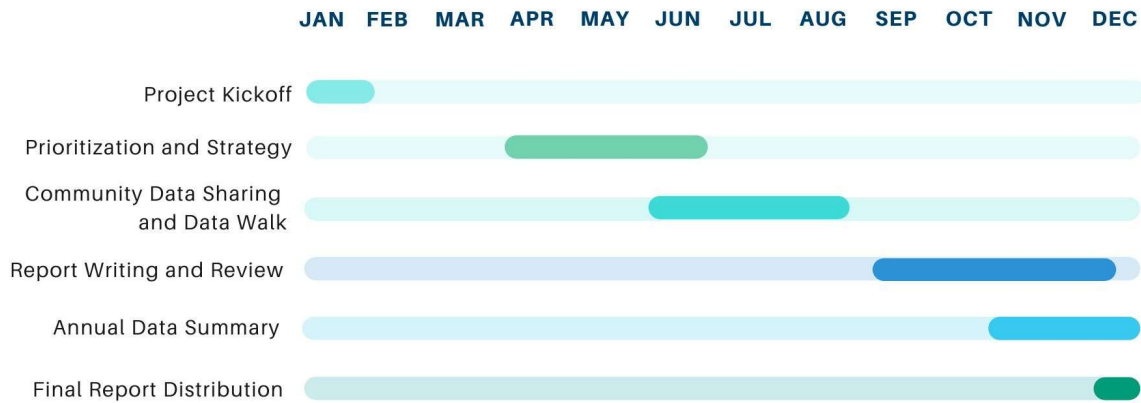 JAN FEB MAR APR MAY JUN JUL AUG SEP OCT NOV DEC
Project Kickoff
Prioritization and Strategy
Community Data Sharing
and Data Walk
Report Writing and Review
Annual Data Summary
Final Report Distribution